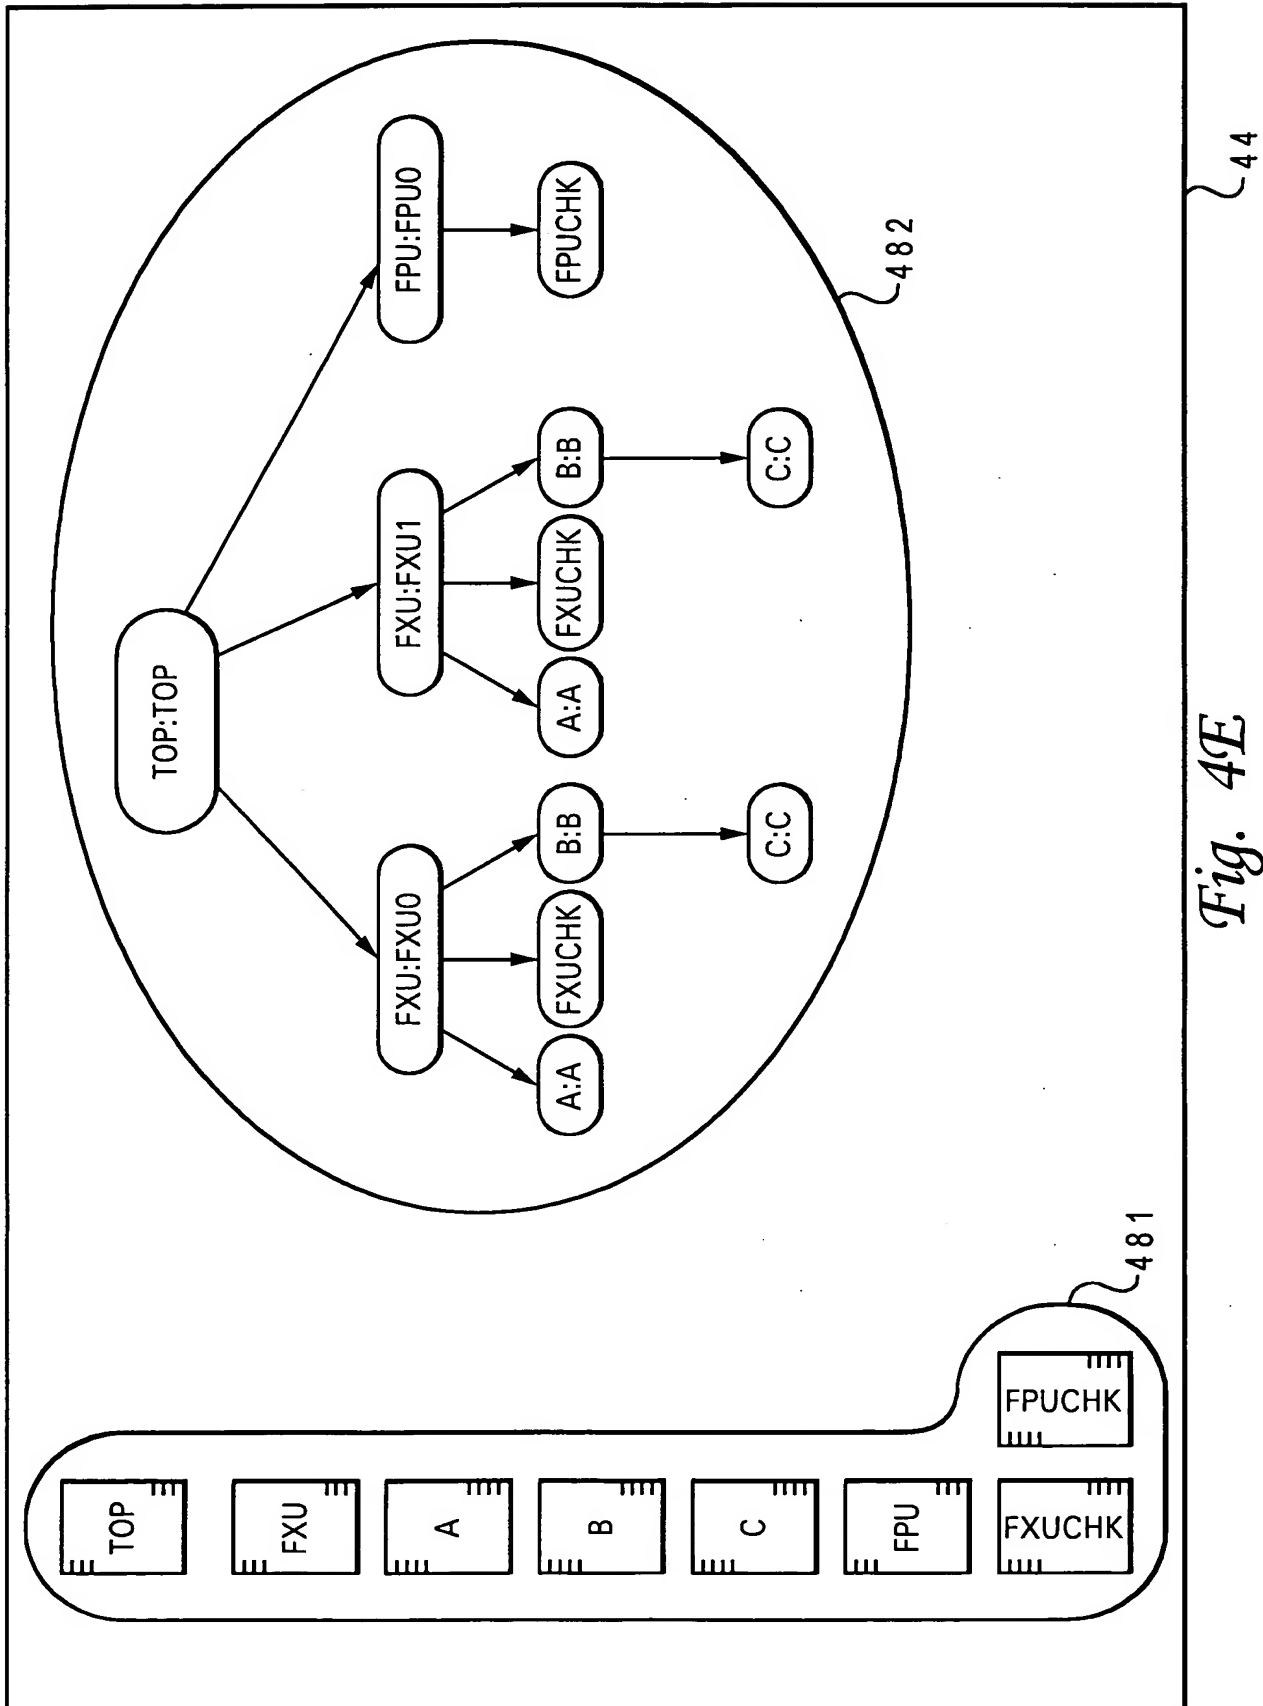 TOP
FXU
A
B
C
FPU
FXUCHK
FPUCHK
481
TOP:TOP
FXU:FXU0
FXU:FXU1
FPU:FPU0
A:A
FXUCHK
B:B
A:A
FXUCHK
B:B
FPUCHK
C:C
C:C
482
44
Fig. 4E